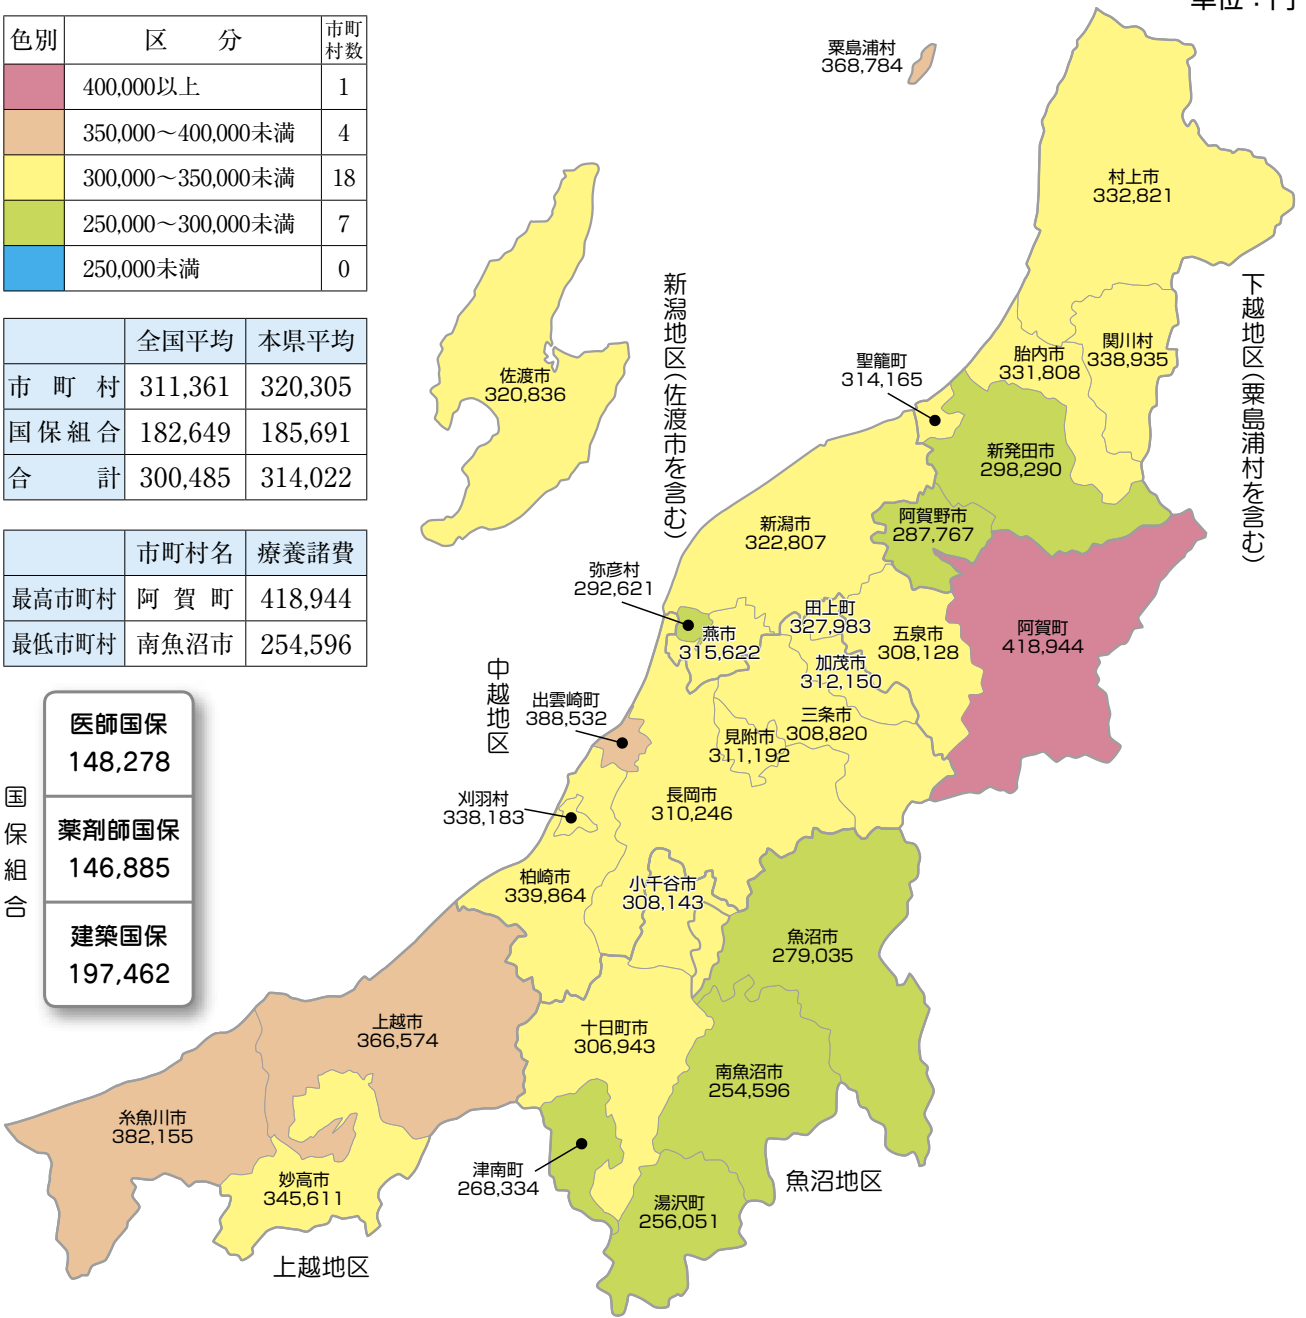 単位：円
色別 区分 市町村数
400,000以上 1
350,000～400,000未満 4
300,000～350,000未満 18
250,000～300,000未満 7
250,000未満 0
全国平均 本県平均
市町村 311,361 320,305
国保組合 182,649 185,691
合計 300,485 314,022
市町村名 療養諸費
最高市町村 阿賀町 418,944
最低市町村 南魚沼市 254,596
国保組合
医師国保
148,278
薬剤師国保
146,885
建築国保
197,462
粟島浦村
368,784
村上市
332,821
下越地区（粟島浦村を含む）
新潟地区（佐渡市を含む）
関川村
338,935
胎内市
331,808
聖籠町
314,165
佐渡市
320,836
新発田市
298,290
阿賀野市
287,767
新潟市
322,807
弥彦村
292,621
田上町
327,983
燕市
315,622
五泉市
308,128
阿賀町
418,944
加茂市
312,150
中越地区
出雲崎町
388,532
三条市
308,820
見附市
311,192
刈羽村
338,183
長岡市
310,246
柏崎市
339,864
小千谷市
308,143
魚沼市
279,035
上越市
366,574
十日町市
306,943
南魚沼市
254,596
糸魚川市
382,155
妙高市
345,611
津南町
268,334
湯沢町
256,051
魚沼地区
上越地区